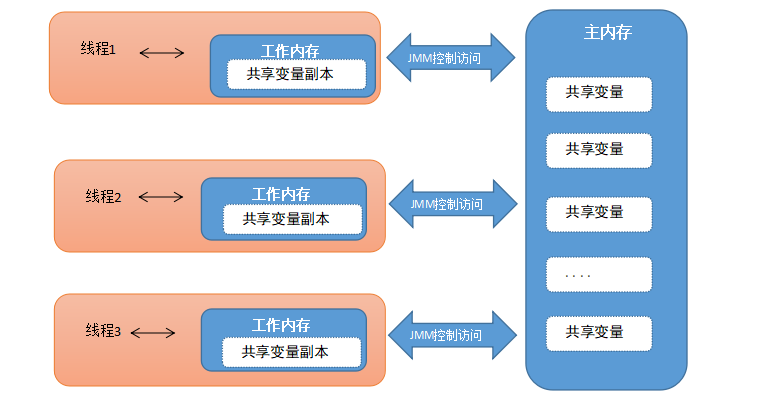 线程1
工作内存
共享变量副本
JMM控制访问
线程2
工作内存
共享变量副本
JMM控制访问
线程3
工作内存
共享变量副本
JMM控制访问
主内存
共享变量
共享变量
共享变量
....
共享变量